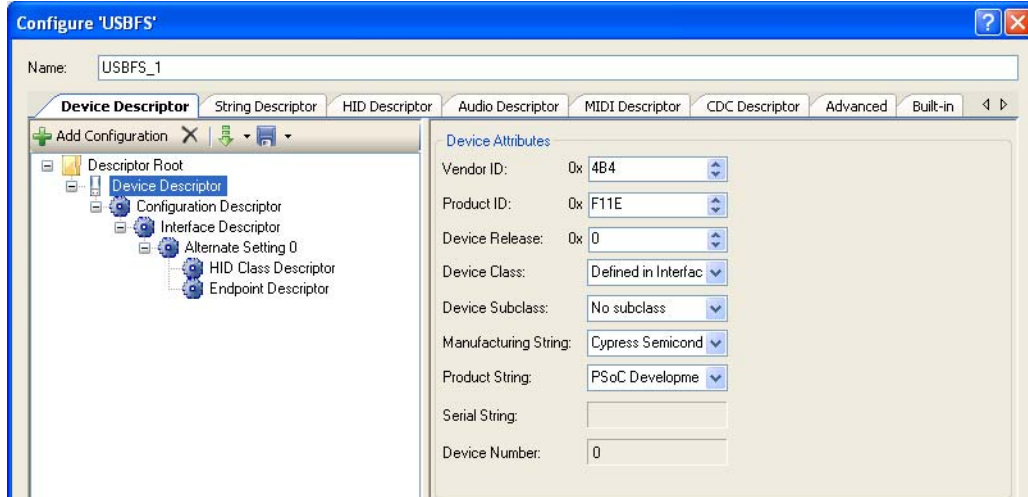 Configure 'USBFS'
Name: USBFS_1
Device Descriptor String Descriptor HID Descriptor Audio Descriptor MIDI Descriptor CDC Descriptor Advanced Built-in
Add Configuration
Descriptor Root
Device Descriptor
Configuration Descriptor
Interface Descriptor
Alternate Setting 0
HID Class Descriptor
Endpoint Descriptor
Device Attributes
Vendor ID: 0x 4B4
Product ID: 0x F11E
Device Release: 0x 0
Device Class: Defined in Interfac
Device Subclass: No subclass
Manufacturing String: Cypress Semicond
Product String: PSoC Developme
Serial String:
Device Number: 0